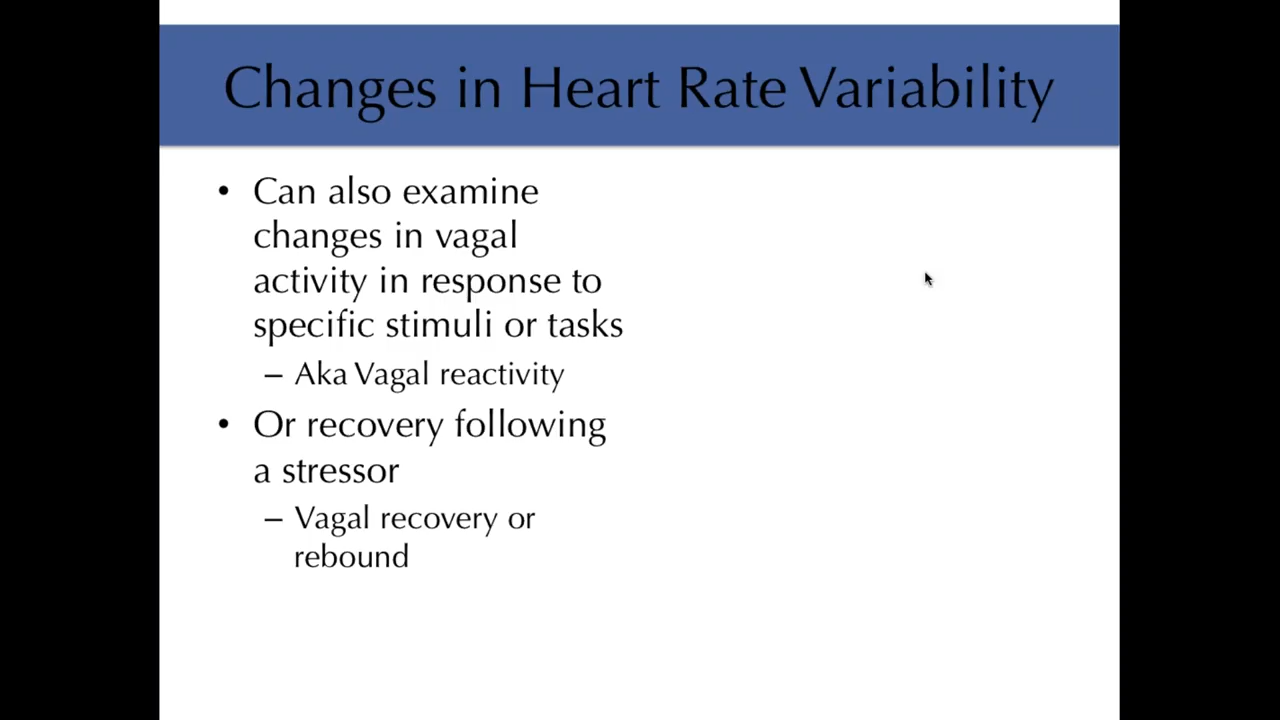 Changes in Heart Rate Variability
• Can also examine
changes in vagal
activity in response to
specific stimuli or tasks
– Aka Vagal reactivity
• Or recovery following
a stressor
– Vagal recovery or
rebound